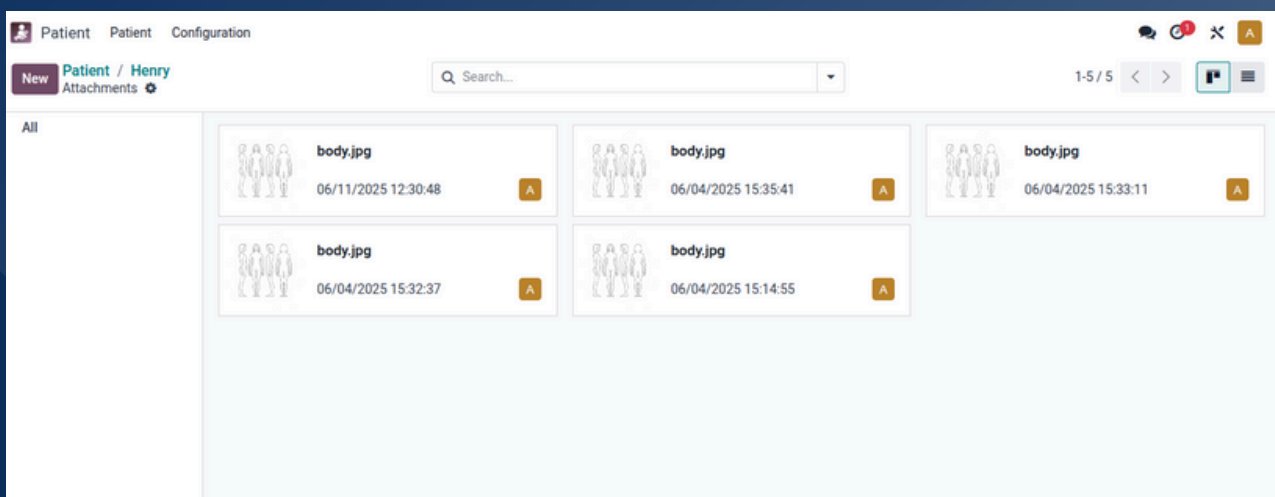 Patient Patient Configuration
1 A
New Patient / Henry
Attachments
Search...
1-5 / 5
All
body.jpg
06/11/2025 12:30:48 A
body.jpg
06/04/2025 15:35:41 A
body.jpg
06/04/2025 15:33:11 A
body.jpg
06/04/2025 15:32:37 A
body.jpg
06/04/2025 15:14:55 A